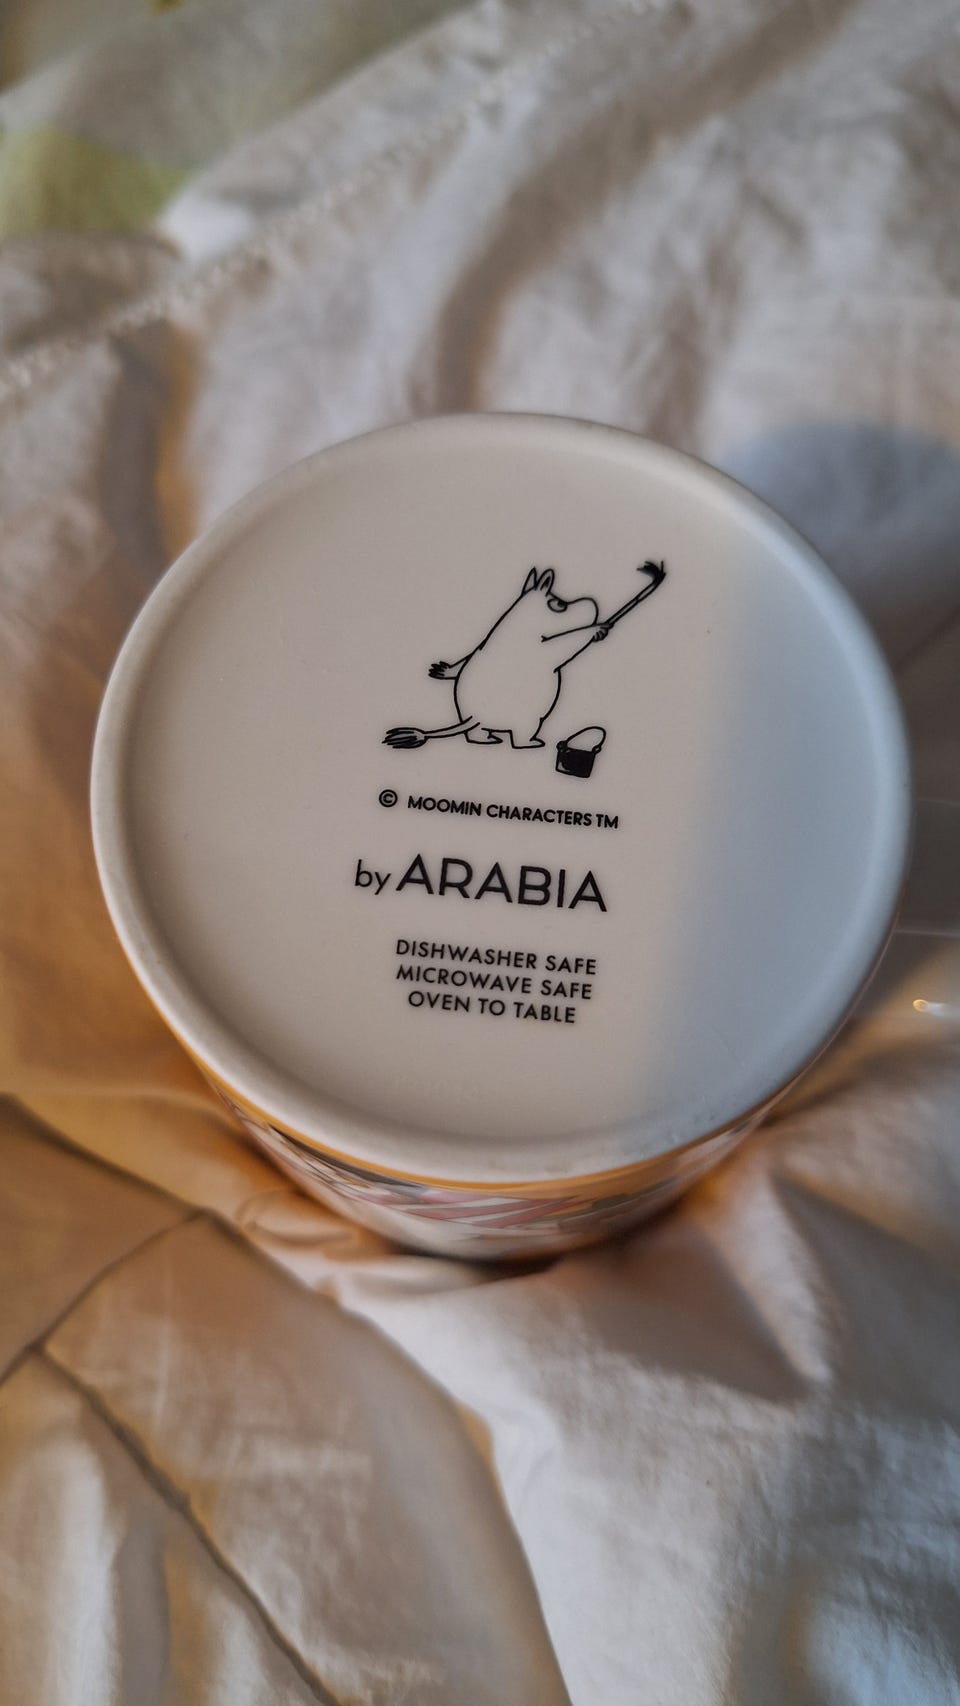 © MOOMIN CHARACTERS TM
by ARABIA
DISHWASHER SAFE
MICROWAVE SAFE
OVEN TO TABLE